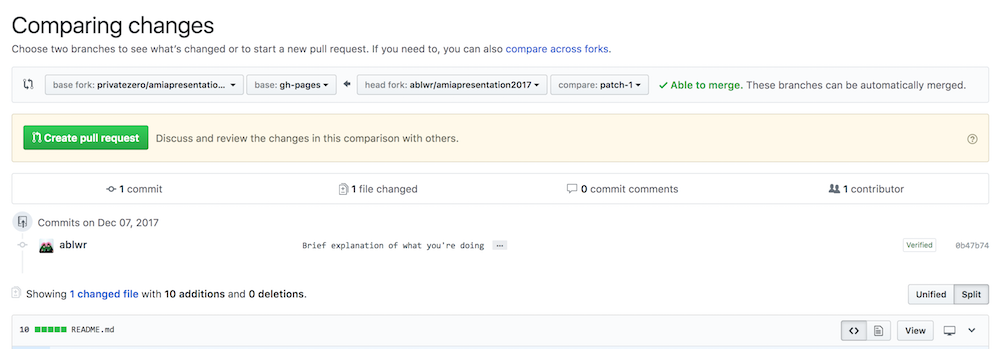 Comparing changes
Choose two branches to see what's changed or to start a new pull request. If you need to, you can also compare across forks.
base fork: privatezero/amiapresentatio... base: gh-pages head fork: ablwr/amiapresentation2017 compare: patch-1 Able to merge. These branches can be automatically merged.
Create pull request Discuss and review the changes in this comparison with others.
1 commit 1 file changed 0 commit comments 1 contributor
Commits on Dec 07, 2017
ablwr Brief explanation of what you're doing ... Verified 0b47b74
Showing 1 changed file with 10 additions and 0 deletions. Unified Split
10 README.md <> View